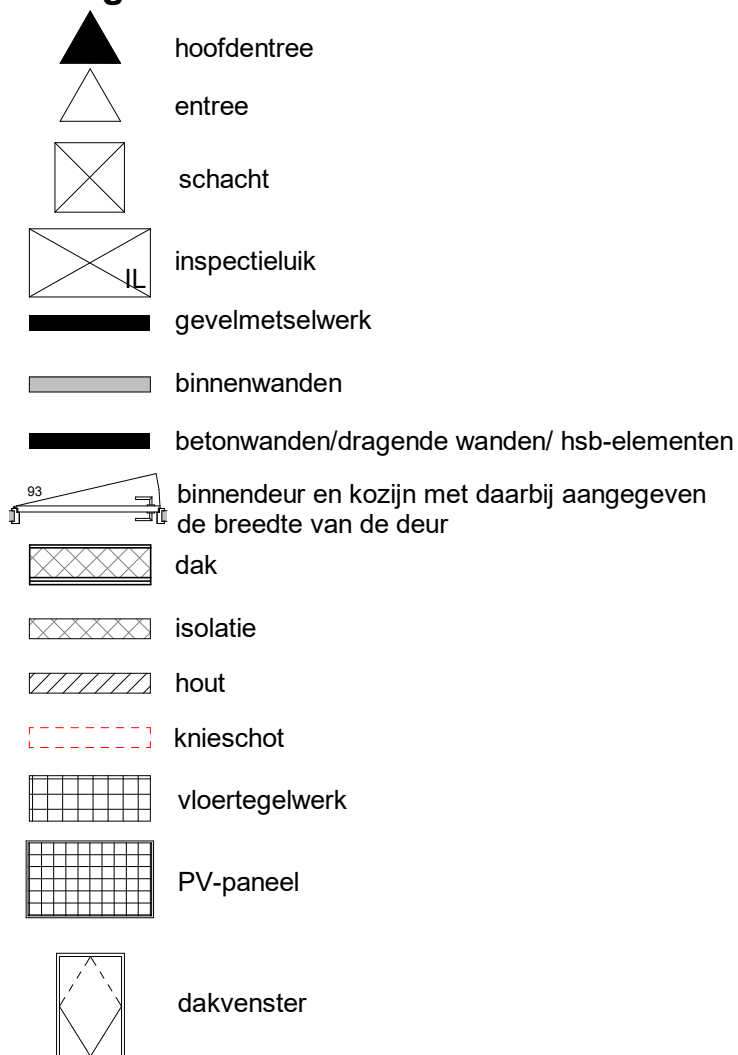 hoofdentree
entree
schacht
IL
inspectieluik
gevelmetselwerk
binnenwanden
betonwanden/dragende wanden/ hsb-elementen
93
binnendeur en kozijn met daarbij aangegeven
de breedte van de deur
dak
isolatie
hout
knieschot
vloertegelwerk
PV-paneel
dakvenster